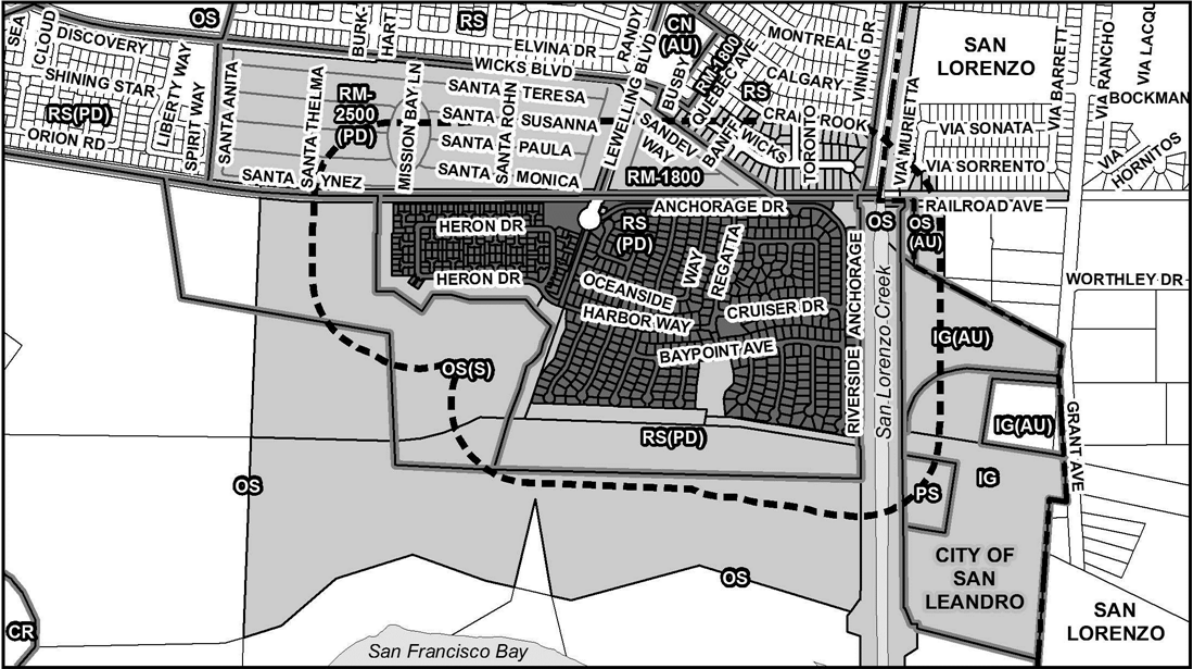 SEA
CLOUD
OS
DISCOVERY
BURK-
HART
RS
ELVINA DR
RANDY
CN
(AU)
RM-1800
MONTREAL
VINING DR
SAN
LORENZO
VIA BARRETT
VIA RANCHO
VIA LACQU
BOCKMAN
SHINING STAR
LIBERTY WAY
SPIRIT WAY
RS(PD)
ORION RD
SANTA ANITA
SANTA THELMA
RM-
2500
(PD)
MISSION BAY LN
WICKS BLVD
SANTA TERESA
SANTA ROHN
SANTA SUSANNA
SANTA PAULA
SANTA MONICA
SANTA YNEZ
LEWELLING BLVD
BUSBY
QUEBEC AVE
RS
CALGARY
CRAIG ROOK
SANDEV
WAY
BANFF
WICKS
TORONTO
RM-1800
VIA MURIETTA
VIA SONATA
VIA SORRENTO
VIA
HORNITOS
ANCHORAGE DR
RAILROAD AVE
OS
OS
(AU)
HERON DR
RS
(PD)
WAY
REGATTA
HERON DR
OCEANSIDE
HARBOR WAY
CRUISER DR
BAYPOINT AVE
RIVERSIDE
ANCHORAGE
San Lorenzo Creek
WORTHLEY DR
IG(AU)
OS(S)
IG(AU)
GRANT AVE
RS(PD)
IG
OS
PS
CITY OF
SAN
LEANDRO
OS
SAN
LORENZO
CR
San Francisco Bay